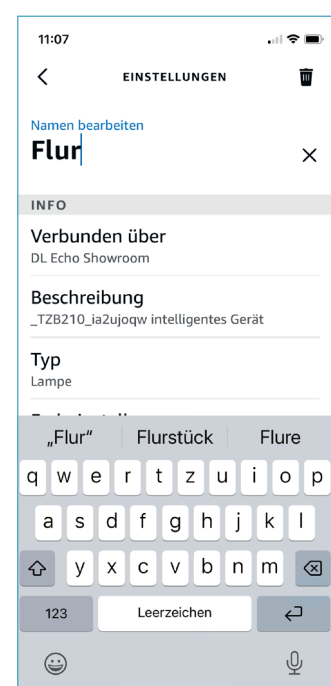 11:07
EINSTELLUNGEN
Namen bearbeiten
Flur
INFO
Verbunden über
DL Echo Showroom
Beschreibung
_TZB210_ia2ujoqw intelligentes Gerät
Typ
Lampe
„Flur“ Flurstück Flure
q w e r t z u i o p
a s d f g h j k l
y x c v b n m
123 Leerzeichen